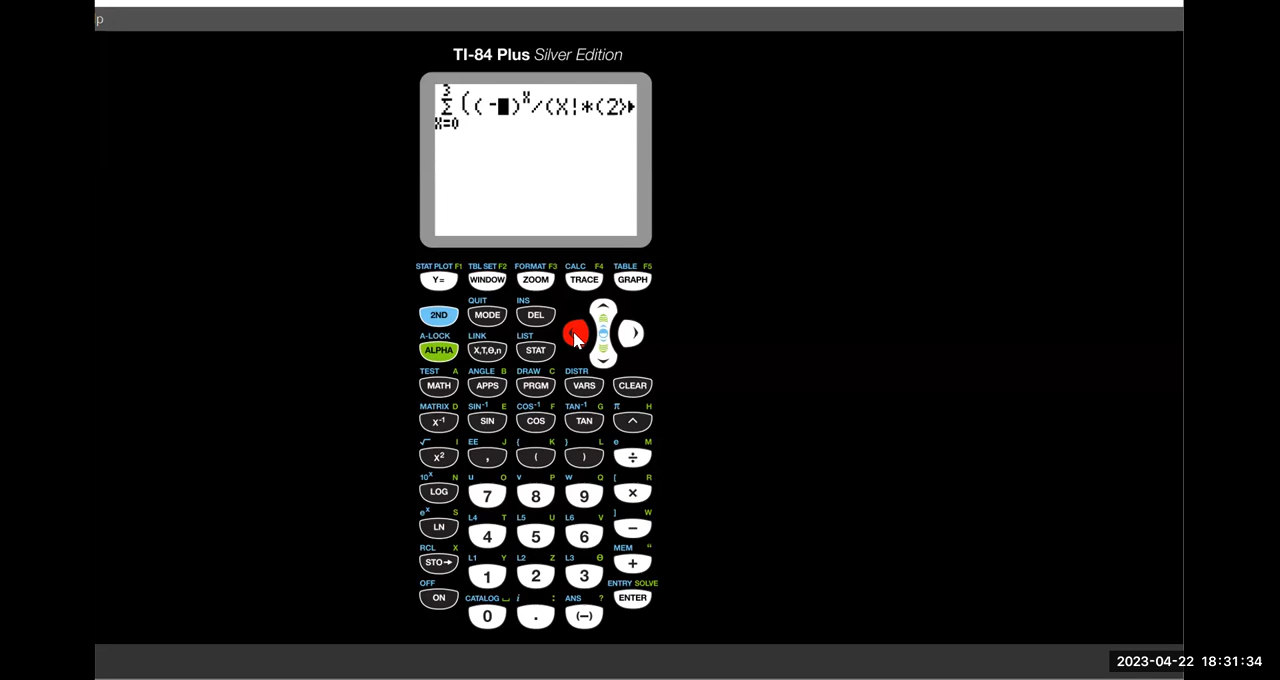 p
TI-84 Plus Silver Edition
3
Σ((-■)^X/(X!*(2
X=0
STAT PLOT F1 TBL SET F2 FORMAT F3 CALC F4 TABLE F5
Y= WINDOW ZOOM TRACE GRAPH
QUIT INS
2ND MODE DEL
A-LOCK LINK LIST
ALPHA X,T,Θ,n STAT
TEST A ANGLE B DRAW C DISTR
MATH APPS PRGM VARS CLEAR
MATRIX D SIN⁻¹ E COS⁻¹ F TAN⁻¹ G π H
x⁻¹ SIN COS TAN ^
√ I EE J { K } L e M
x² , ( ) ÷
10ˣ N u O v P w Q [ R
LOG 7 8 9 ×
eˣ S L4 T L5 U L6 V ] W
LN 4 5 6 −
RCL X L1 Y L2 Z L3 Θ MEM “
STO→ 1 2 3 +
OFF CATALOG ⎵ i : ANS ? ENTRY SOLVE
ON 0 . (−) ENTER
2023-04-22 18:31:34